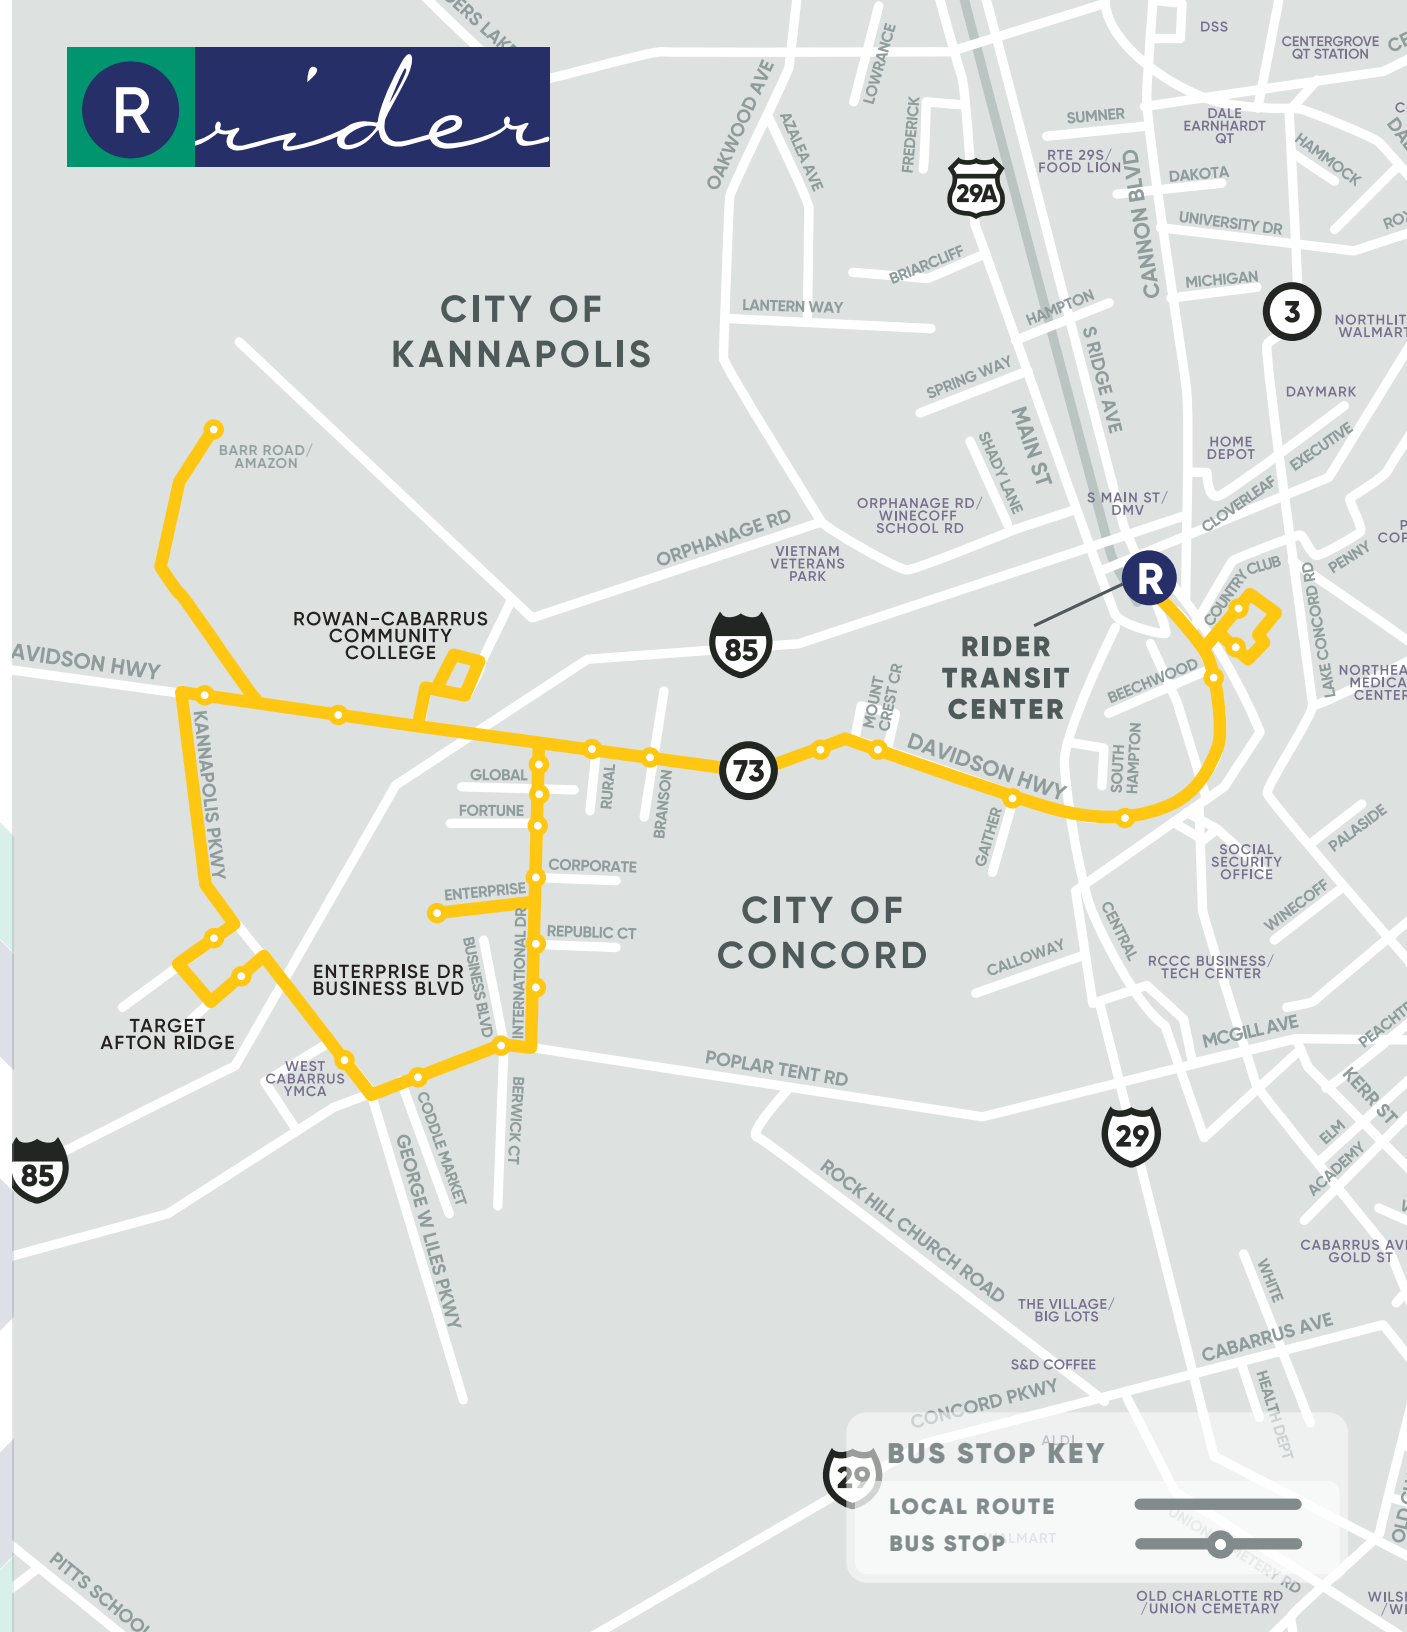 R
rider
DSS
CENTERGROVE
QT STATION
OAKWOOD AVE
LOWRANCE
AZALEA AVE
FREDERICK
SUMNER
DALE
EARNHARDT
QT
HAMMOCK
RTE 29S/
FOOD LION
CANNON BLVD
DAKOTA
29A
UNIVERSITY DR
BRIARCLIFF
MICHIGAN
3
LANTERN WAY
HAMPTON
CITY OF
KANNAPOLIS
S RIDGE AVE
SPRING WAY
DAYMARK
MAIN ST
SHADY LANE
HOME
DEPOT
EXECUTIVE
CLOVERLEAF
BARR ROAD/
AMAZON
ORPHANAGE RD/
WINECOFF
SCHOOL RD
S MAIN ST/
DMV
ORPHANAGE RD
VIETNAM
VETERANS
PARK
R
COUNTRY CLUB
PENNY
LAKE CONCORD RD
ROWAN-CABARRUS
COMMUNITY
COLLEGE
85
RIDER
TRANSIT
CENTER
BEECHWOOD
AVIDSON HWY
MOUNT
CREST CR
KANNAPOLIS PKWY
73
DAVIDSON HWY
SOUTH
HAMPTON
GLOBAL
RURAL
BRANSON
FORTUNE
GAITHER
PALASIDE
CORPORATE
SOCIAL
SECURITY
OFFICE
ENTERPRISE
WINECOFF
CITY OF
CONCORD
CENTRAL
REPUBLIC CT
INTERNATIONAL DR
BUSINESS BLVD
CALLOWAY
RCCC BUSINESS/
TECH CENTER
ENTERPRISE DR
BUSINESS BLVD
TARGET
AFTON RIDGE
MCGILL AVE
WEST
CABARRUS
YMCA
POPLAR TENT RD
KERR ST
CODDLE MARKET
BERWICK CT
29
ELM
ACADEMY
85
GEORGE W LILES PKWY
ROCK HILL CHURCH ROAD
GOLD ST
WHITE
THE VILLAGE/
BIG LOTS
CABARRUS AVE
S&D COFFEE
HEALTH DEPT
CONCORD PKWY
ALDI
BUS STOP KEY
29
LOCAL ROUTE
BUS STOP
PITTS SCHOOL
OLD CHARLOTTE RD
/UNION CEMETARY